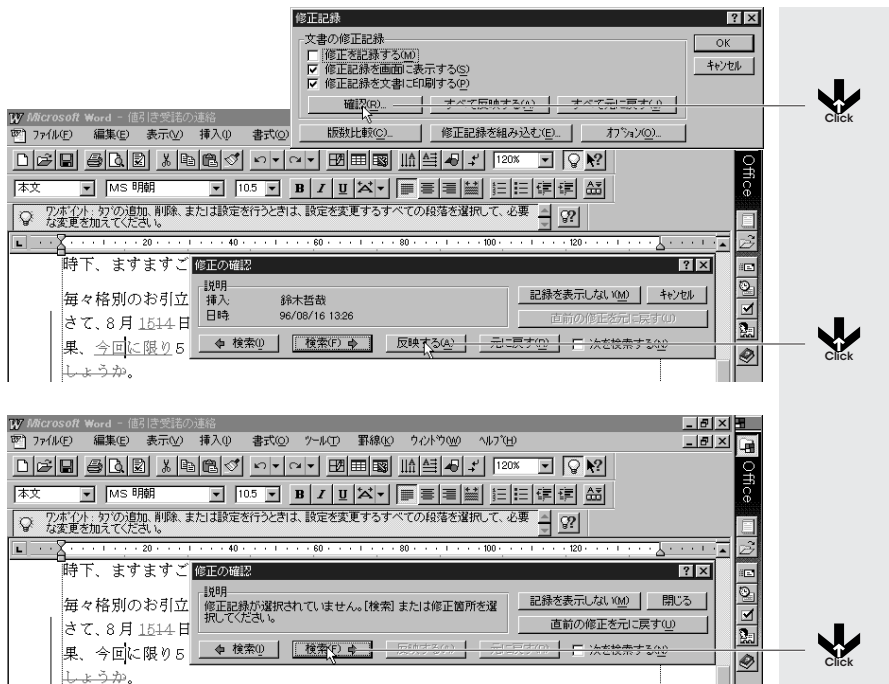 修正記録
文書の修正記録
修正を記録する(M)
修正記録を画面に表示する(S)
修正記録を文書に印刷する(P)
OK
キャンセル
確認(R)...
すべて反映する(A)
すべて元に戻す(J)
版数比較(C)...
修正記録を組み込む(E)...
オプション(O)...
Click
Microsoft Word - 値引き受諾の連絡
ファイル(F) 編集(E) 表示(V) 挿入(I) 書式(O)
120%
本文 MS 明朝 10.5 B I U
Office
ワンポイント: タブの追加、削除、または設定を行うときは、設定を変更するすべての段落を選択して、必要
な変更を加えてください。
20 40 60 80 100 120
時下、ますますご
毎々格別のお引立
さて、8月1514日
果、今回に限り5
しょうか。
修正の確認
説明
挿入: 鈴木哲哉
日時: 96/08/16 13:26
記録を表示しない(M)
キャンセル
直前の修正を元に戻す(U)
検索(I)
検索(F)
反映する(A)
元に戻す(R)
次を検索する(N)
Click
Microsoft Word - 値引き受諾の連絡
ファイル(F) 編集(E) 表示(V) 挿入(I) 書式(O) ツール(T) 罫線(K) ウィンドウ(W) ヘルプ(H)
120%
本文 MS 明朝 10.5 B I U
Office
ワンポイント: タブの追加、削除、または設定を行うときは、設定を変更するすべての段落を選択して、必要
な変更を加えてください。
20 40 60 80 100 120
時下、ますますご
毎々格別のお引立
さて、8月1514日
果、今回に限り5
しょうか。
修正の確認
説明
修正記録が選択されていません。[検索] または修正箇所を選
択してください。
記録を表示しない(M)
閉じる
直前の修正を元に戻す(U)
検索(I)
検索(F)
反映する(A)
元に戻す(R)
次を検索する(N)
Click